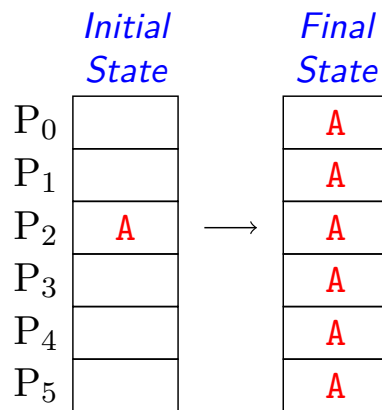 Initial State Final State
P0 A
P1 A
P2 A → A
P3 A
P4 A
P5 A